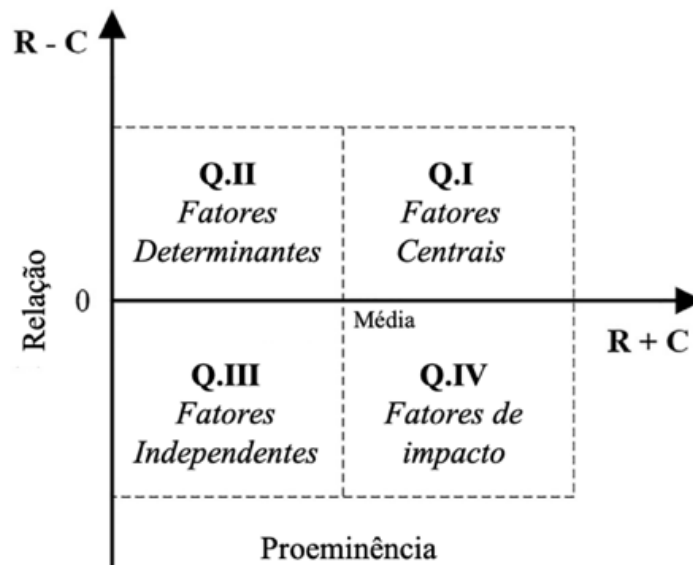 R - C
Q.II
Fatores
Determinantes
Q.I
Fatores
Centrais
Relação
0
Média
R + C
Q.III
Fatores
Independentes
Q.IV
Fatores de
impacto
Proeminência